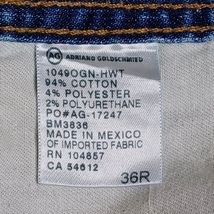 AG ADRIANO GOLDSCHMIED
1049OGN-HWT
94% COTTON
4% POLYESTER
2% POLYURETHANE
PO#AG-17247
BM3836
MADE IN MEXICO
OF IMPORTED FABRIC
RN 104857
CA 54612
36R